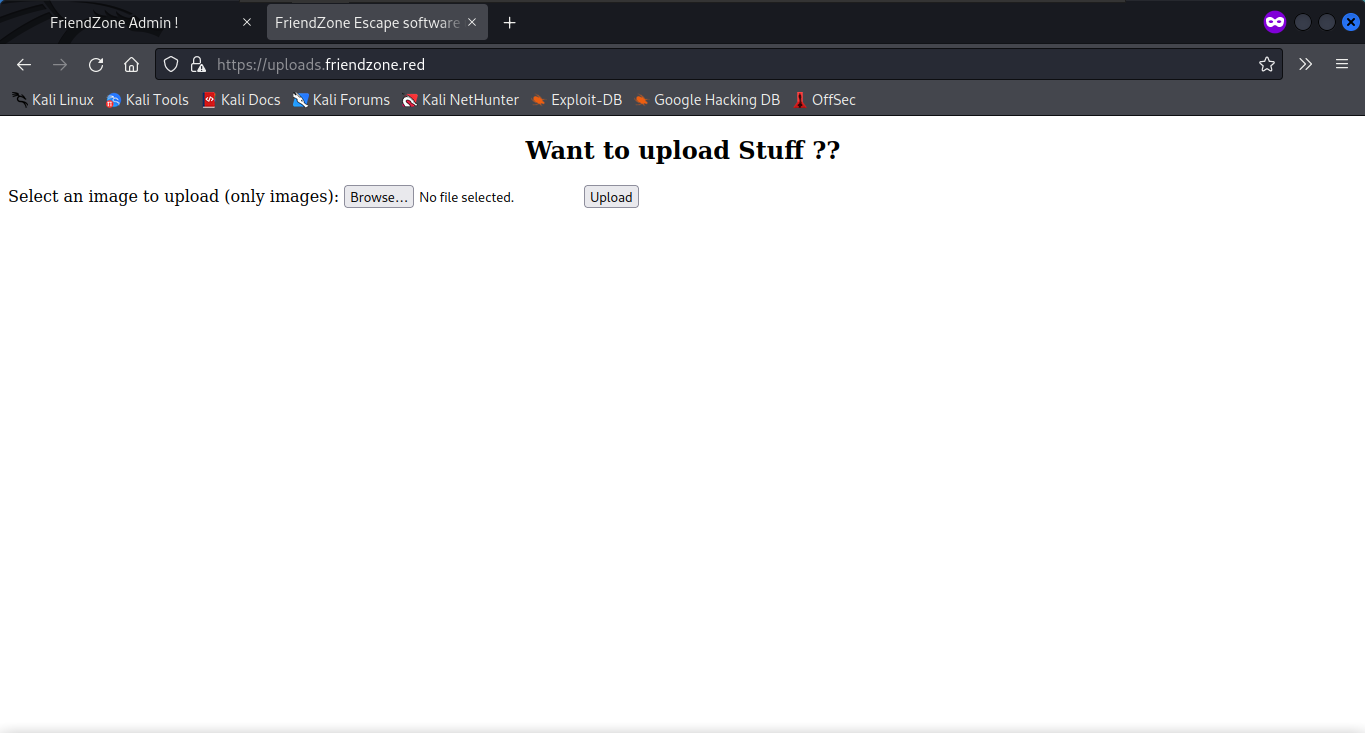 FriendZone Admin !
FriendZone Escape software
https://uploads.friendzone.red
Kali Linux Kali Tools Kali Docs Kali Forums Kali NetHunter Exploit-DB Google Hacking DB OffSec
Want to upload Stuff ??
Select an image to upload (only images): Browse... No file selected. Upload